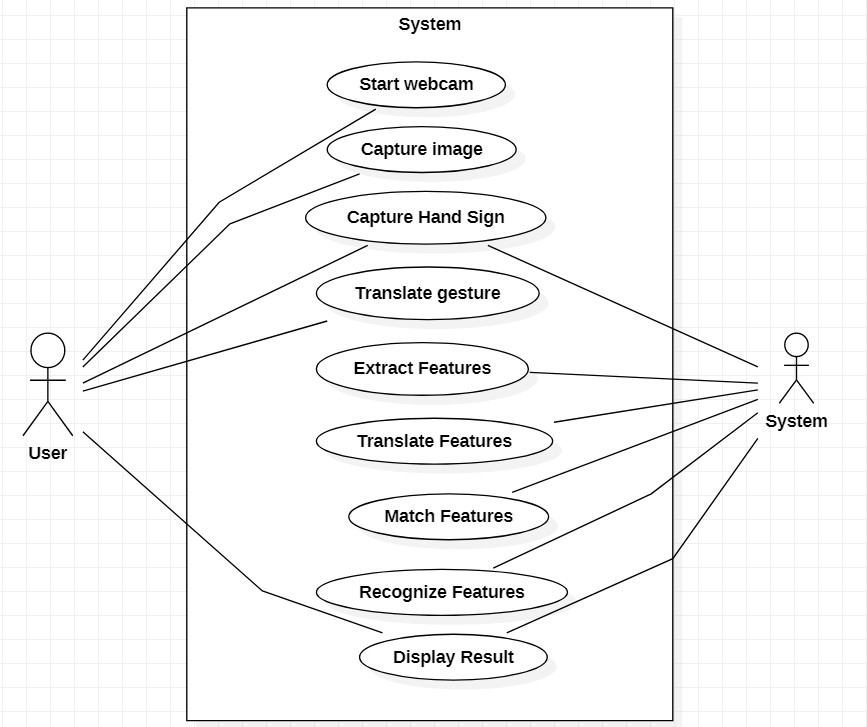 System
Start webcam
Capture image
Capture Hand Sign
Translate gesture
Extract Features
Translate Features
Match Features
Recognize Features
Display Result
User
System